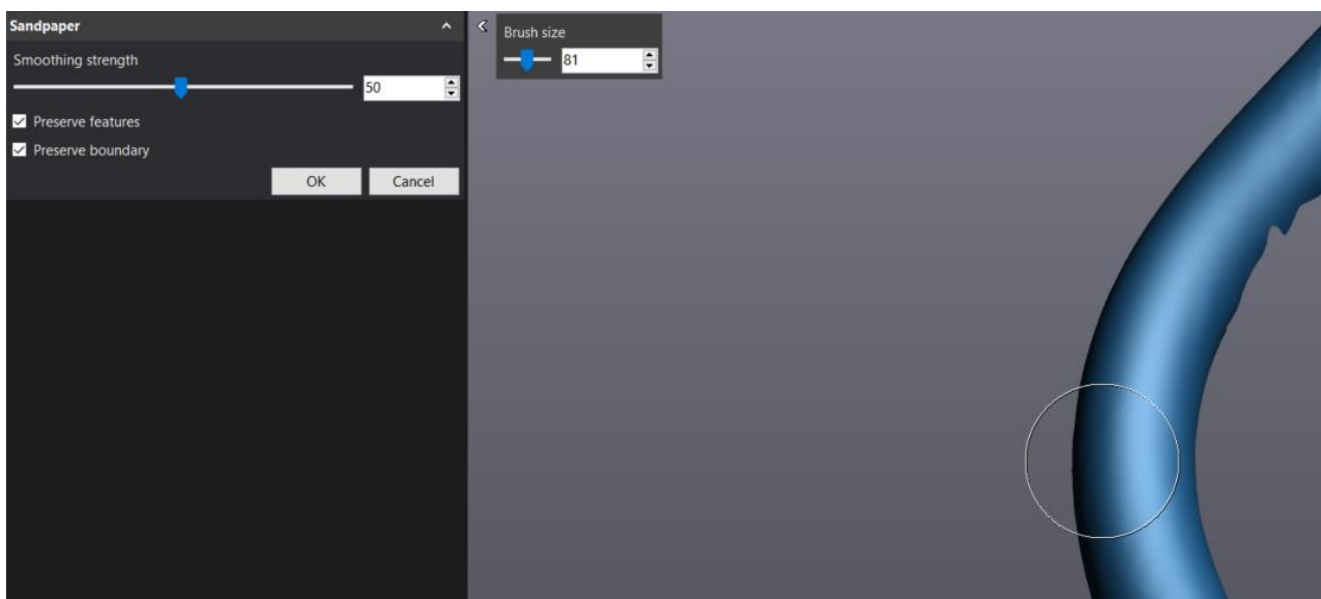 Sandpaper
Smoothing strength
50
Preserve features
Preserve boundary
OK Cancel
Brush size
81